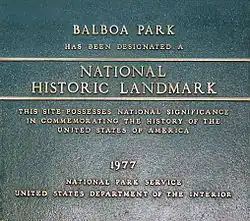 BALBOA PARK
HAS BEEN DESIGNATED A
NATIONAL
HISTORIC LANDMARK
THIS SITE POSSESSES NATIONAL SIGNIFICANCE
IN COMMEMORATING THE HISTORY OF THE
UNITED STATES OF AMERICA
1977
NATIONAL PARK SERVICE
UNITED STATES DEPARTMENT OF THE INTERIOR